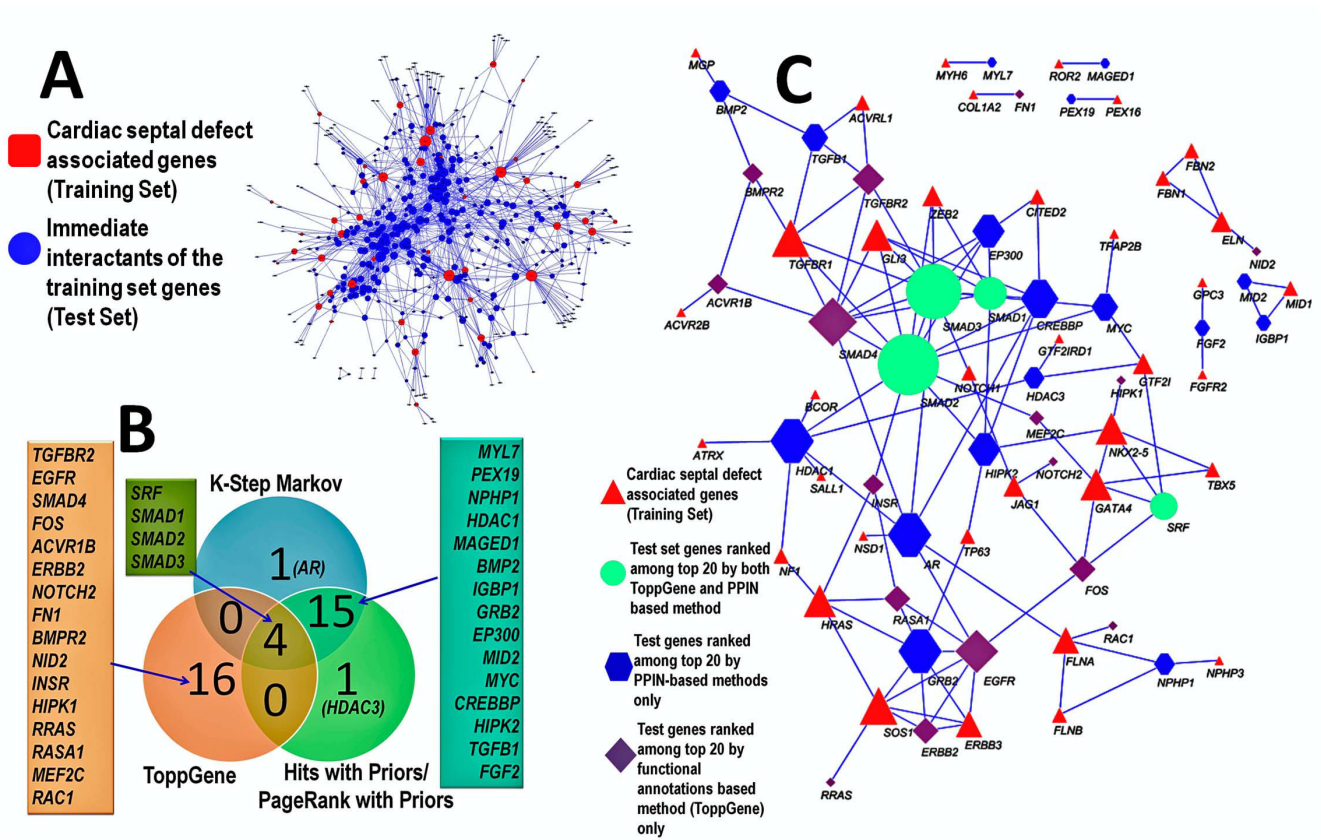 A
Cardiac septal defect
associated genes
(Training Set)
Immediate
interactants of the
training set genes
(Test Set)
B
TGFBR2
EGFR
SMAD4
FOS
ACVR1B
ERBB2
NOTCH2
FN1
BMPR2
NID2
INSR
HIPK1
RRAS
RASA1
MEF2C
RAC1
SRF
SMAD1
SMAD2
SMAD3
K-Step Markov
1 (AR)
0
15
4
16
0
1
(HDAC3)
ToppGene
Hits with Priors/
PageRank with Priors
MYL7
PEX19
NPHP1
HDAC1
MAGED1
BMP2
IGBP1
GRB2
EP300
MID2
MYC
CREBBP
HIPK2
TGFB1
FGF2
C
MGP
BMP2
ACVRL1
TGFB1
BMPR2
TGFBR2
MYH6
MYL7
ROR2
MAGED1
COL1A2
FN1
PEX19
PEX16
FBN2
FBN1
ELN
NID2
ZEB2
CITED2
GLI3
EP300
TFAP2B
TGFBR1
ACVR1B
ACVR2B
SMAD4
SMAD3
SMAD1
CREBBP
MYC
GPC3
MID2
MID1
FGF2
IGBP1
FGFR2
GTF2IRD1
GTF2I
SMAD2
NOTCH1
HDAC3
HIPK1
BCOR
MEF2C
ATRX
HDAC1
HIPK2
NKX2-5
NOTCH2
TBX5
SALL1
INSR
JAG1
GATA4
SRF
NSD1
AR
TP63
NF1
FOS
HRAS
RASA1
RAC1
FLNA
GRB2
EGFR
NPHP1
NPHP3
SOS1
ERBB2
ERBB3
FLNB
RRAS
Cardiac septal defect
associated genes
(Training Set)
Test set genes ranked
among top 20 by both
ToppGene and PPIN
based method
Test genes ranked
among top 20 by
PPIN-based methods
only
Test genes ranked
among top 20 by
functional
annotations based
method (ToppGene)
only